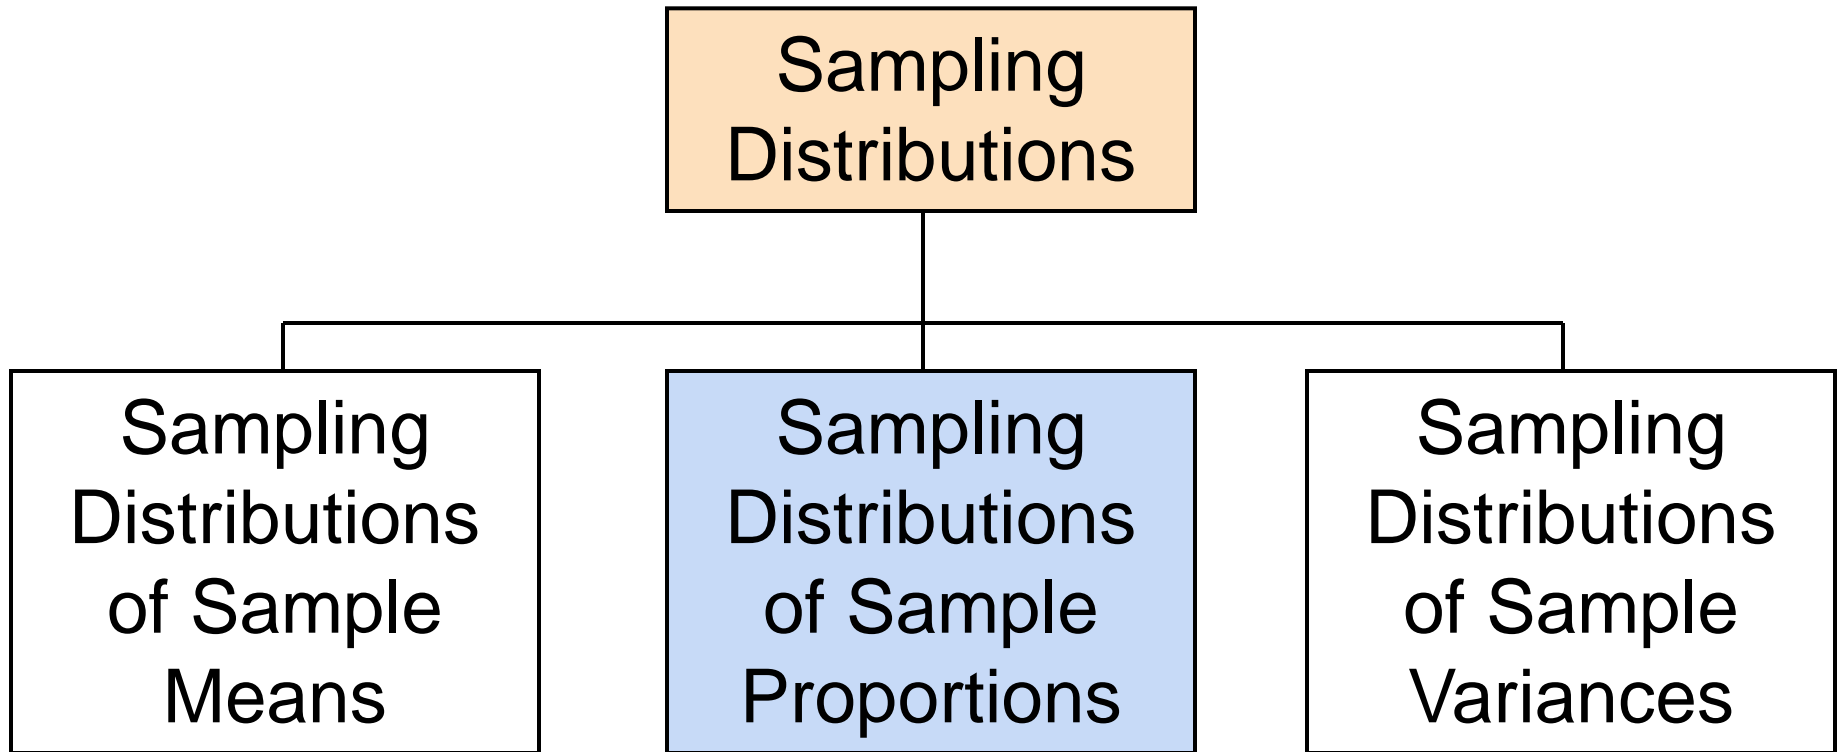 Sampling
Distributions
Sampling
Distributions
of Sample
Means
Sampling
Distributions
of Sample
Proportions
Sampling
Distributions
of Sample
Variances